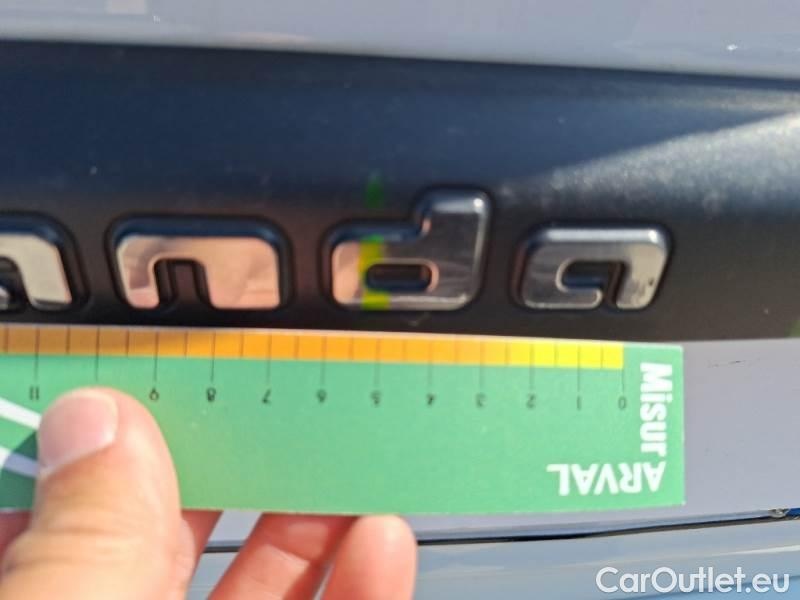 anda
11 9 8 7 6 5 4 3 2 1 0
Misur
ARVAL
CarOutlet.eu